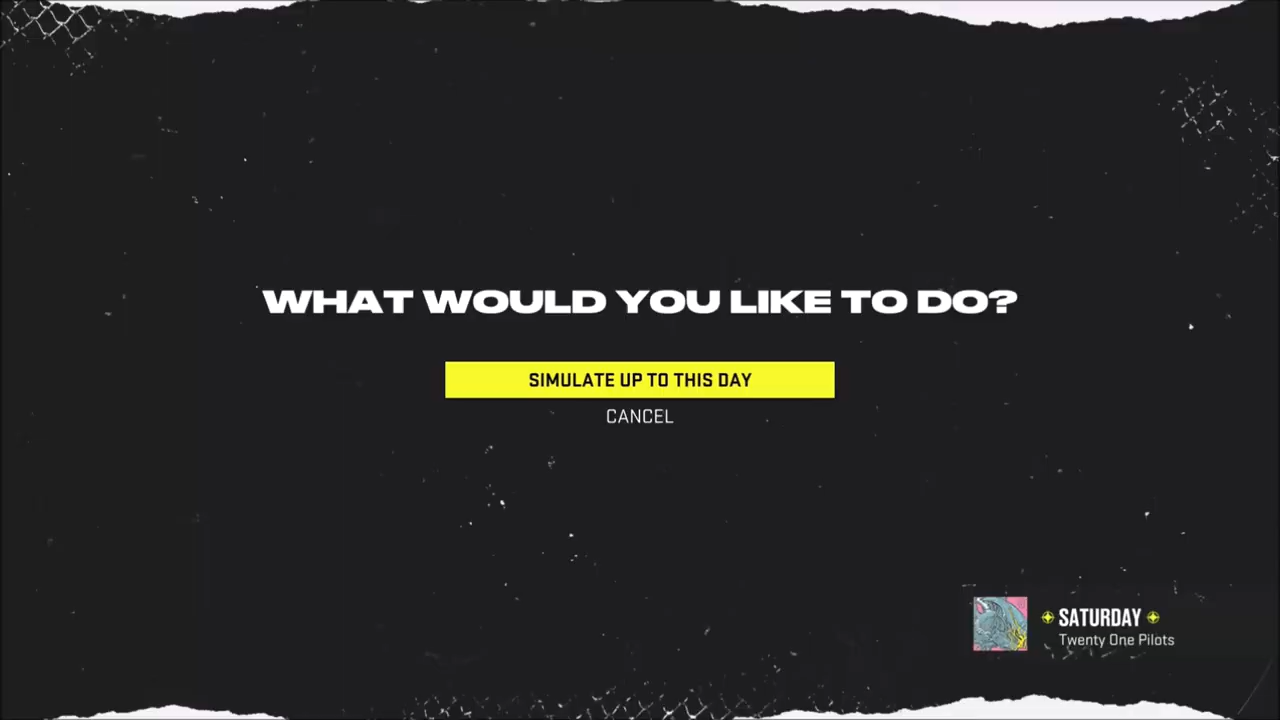 WHAT WOULD YOU LIKE TO DO?
SIMULATE UP TO THIS DAY
CANCEL
SATURDAY
Twenty One Pilots